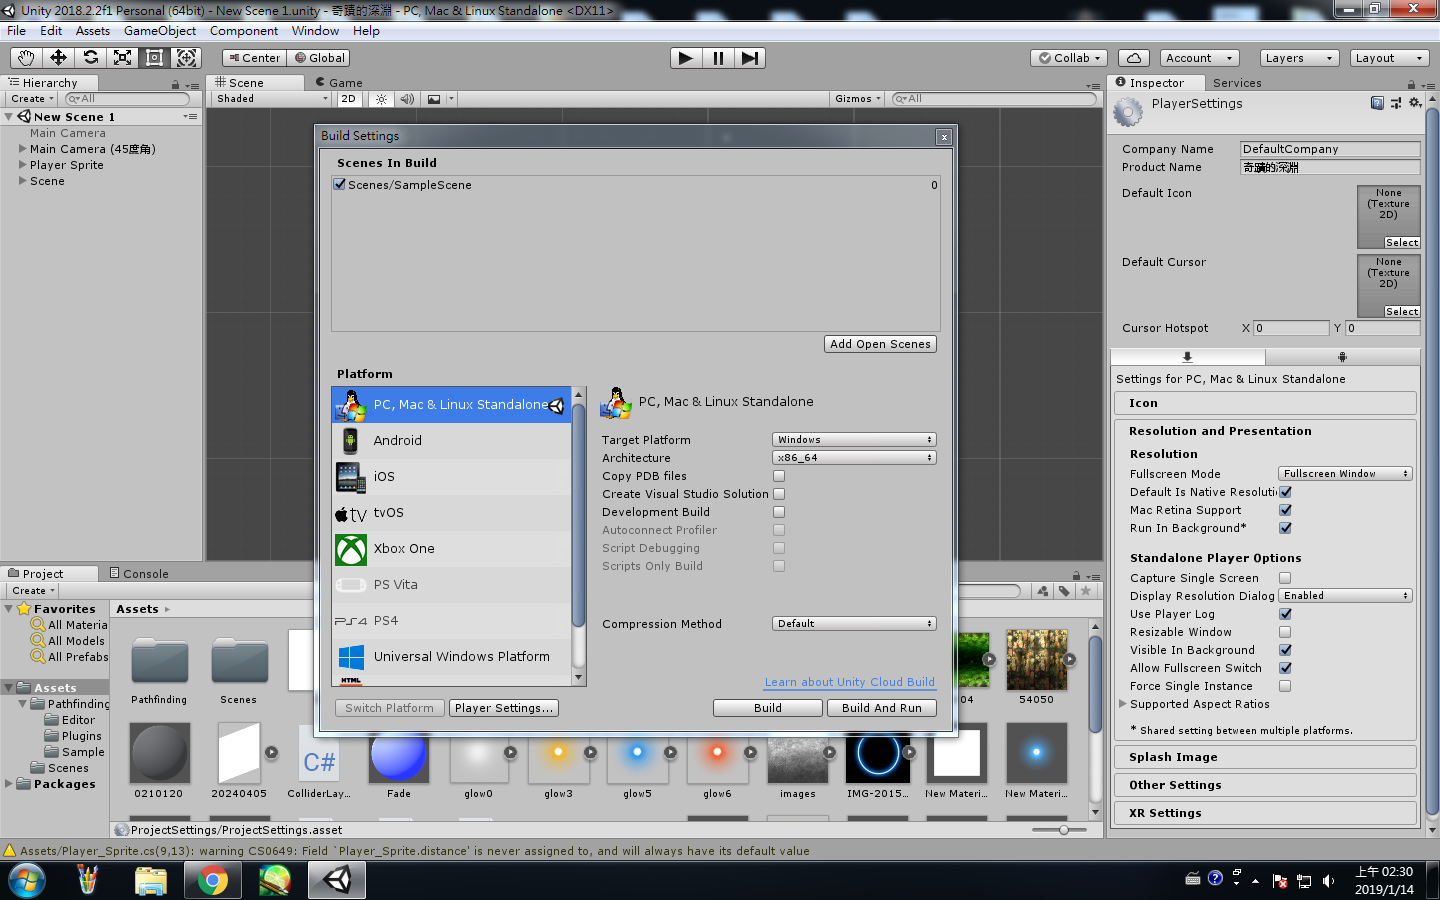 Unity 2018.2.2f1 Personal (64bit) - New Scene 1.unity - 奇蹟的深淵 - PC, Mac & Linux Standalone <DX11>
File Edit Assets GameObject Component Window Help
Center Global
Collab Account Layers Layout
Hierarchy
Create All
New Scene 1
Main Camera
Main Camera (45度角)
Player Sprite
Scene
Scene Game
Shaded 2D Gizmos All
Build Settings
Scenes In Build
Scenes/SampleScene 0
Add Open Scenes
Platform
PC, Mac & Linux Standalone
Android
iOS
tvOS
Xbox One
PS Vita
PS4
Universal Windows Platform
HTML
PC, Mac & Linux Standalone
Target Platform Windows
Architecture x86_64
Copy PDB files
Create Visual Studio Solution
Development Build
Autoconnect Profiler
Script Debugging
Scripts Only Build
Compression Method Default
Learn about Unity Cloud Build
Switch Platform Player Settings... Build Build And Run
Inspector Services
PlayerSettings
Company Name DefaultCompany
Product Name 奇蹟的深淵
Default Icon
None
(Texture
2D)
Select
Default Cursor
None
(Texture
2D)
Select
Cursor Hotspot X 0 Y 0
Settings for PC, Mac & Linux Standalone
Icon
Resolution and Presentation
Resolution
Fullscreen Mode Fullscreen Window
Default Is Native Resoluti
Mac Retina Support
Run In Background*
Standalone Player Options
Capture Single Screen
Display Resolution Dialog Enabled
Use Player Log
Resizable Window
Visible In Background
Allow Fullscreen Switch
Force Single Instance
Supported Aspect Ratios
* Shared setting between multiple platforms.
Splash Image
Other Settings
XR Settings
Project Console
Create
Favorites
All Materia
All Models
All Prefabs
Assets
Pathfinding
Editor
Plugins
Sample
Scenes
Packages
Assets
Pathfinding Scenes 04 54050
C#
0210120 20240405 ColliderLay... Fade glow0 glow3 glow5 glow6 images IMG-2015... New Materi... New Materi...
ProjectSettings/ProjectSettings.asset
Assets/Player_Sprite.cs(9,13): warning CS0649: Field `Player_Sprite.distance' is never assigned to, and will always have its default value
上午 02:30
2019/1/14